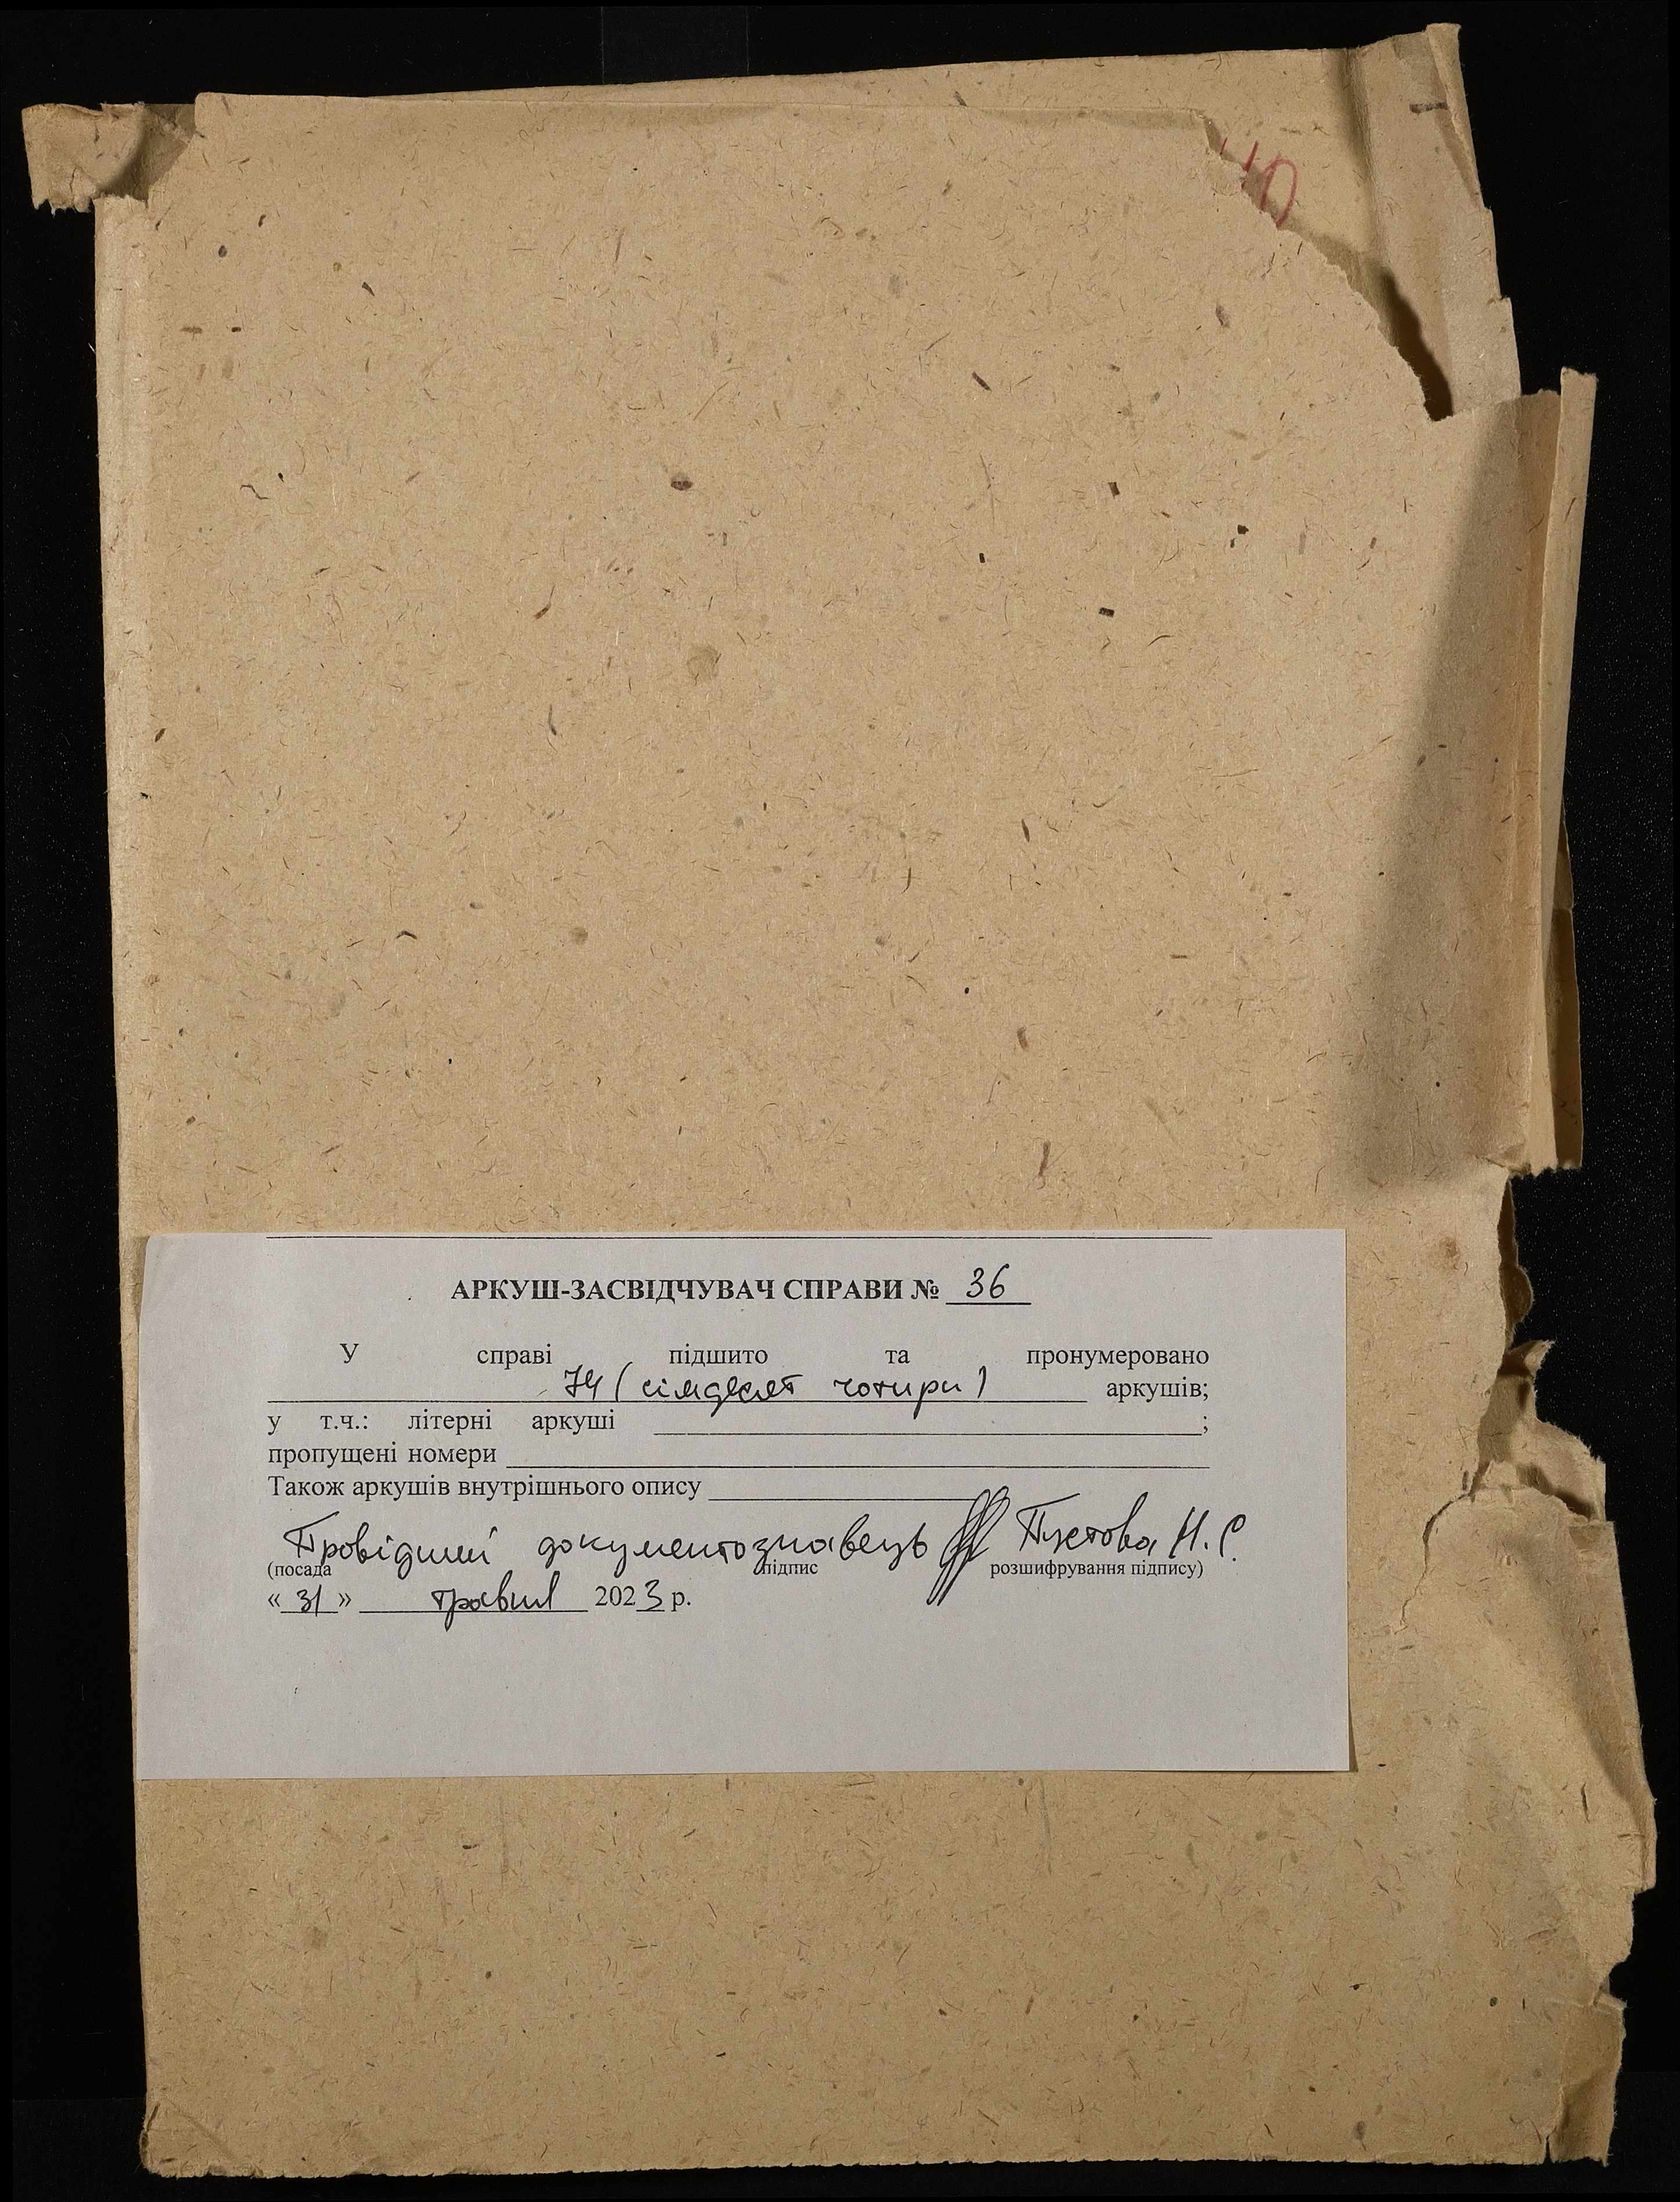 АРКУШ-ЗАСВІДЧУВАЧ СПРАВИ № 36
У справі підшито та пронумеровано
74 (сімдесят чотири) аркушів;
у т.ч.: літерні аркуші ;
пропущені номери
Також аркушів внутрішнього опису
Провідний документознавець Пустова Н.С.
(посада підпис розшифрування підпису)
« 31 » травня 2023 р.